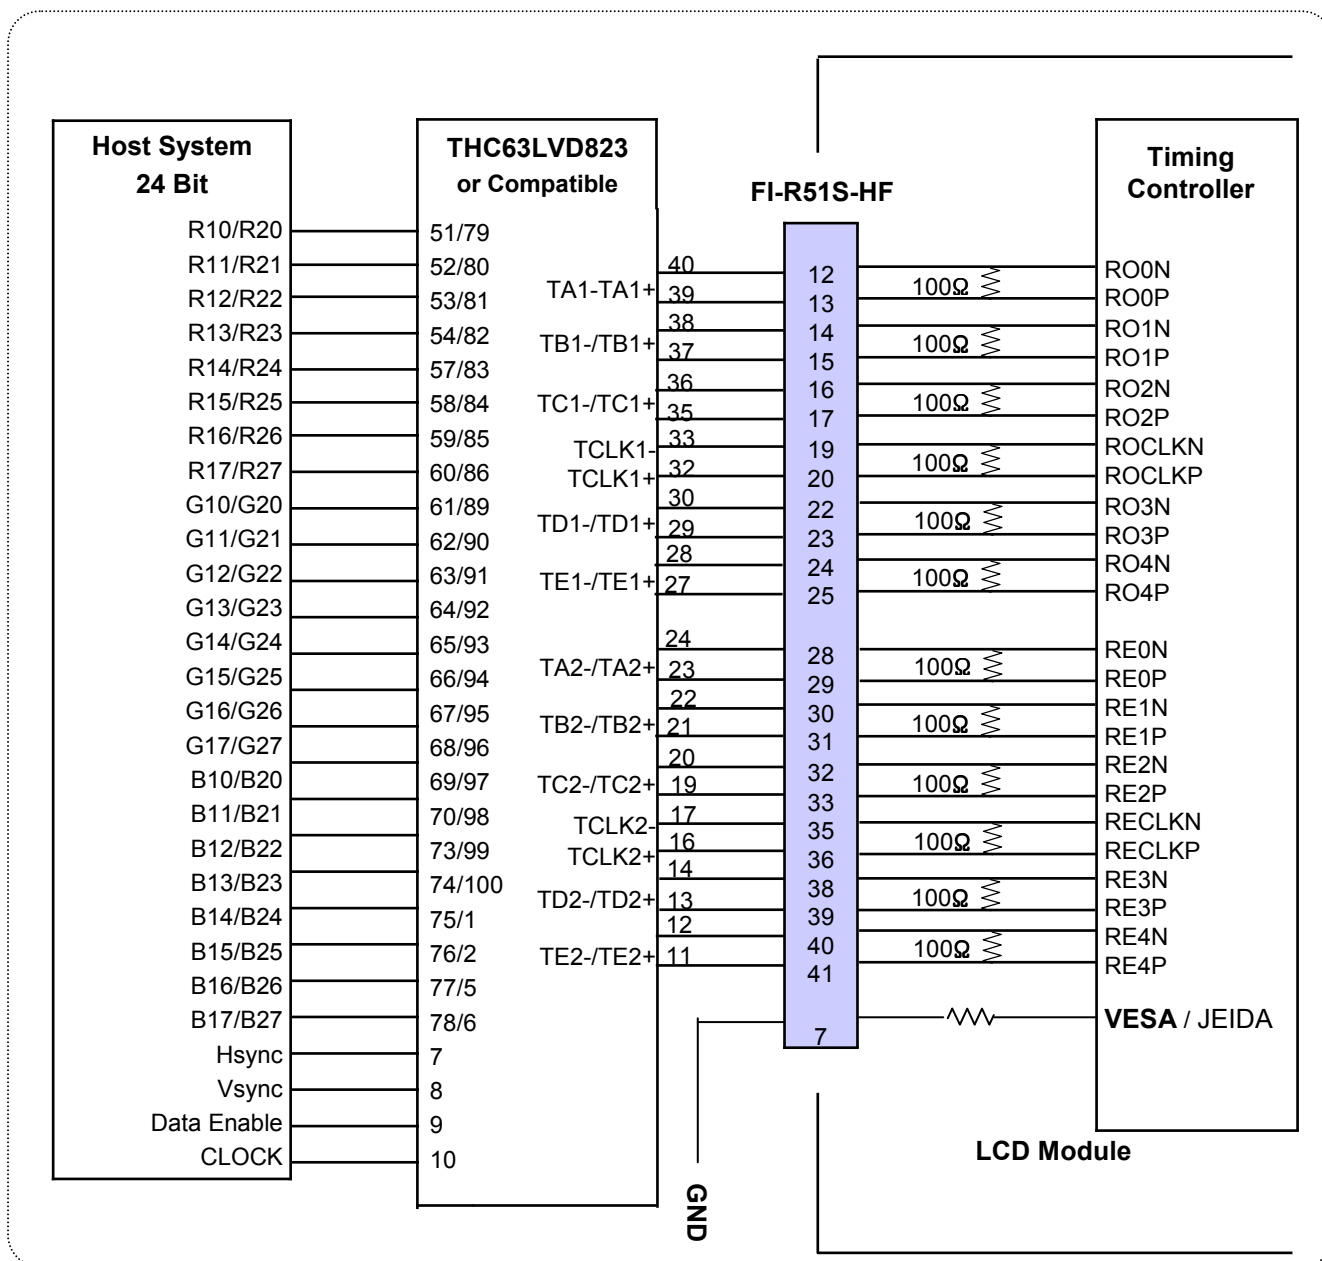 Host System
24 Bit
R10/R20
R11/R21
R12/R22
R13/R23
R14/R24
R15/R25
R16/R26
R17/R27
G10/G20
G11/G21
G12/G22
G13/G23
G14/G24
G15/G25
G16/G26
G17/G27
B10/B20
B11/B21
B12/B22
B13/B23
B14/B24
B15/B25
B16/B26
B17/B27
Hsync
Vsync
Data Enable
CLOCK
THC63LVD823
or Compatible
51/79
52/80
53/81
54/82
57/83
58/84
59/85
60/86
61/89
62/90
63/91
64/92
65/93
66/94
67/95
68/96
69/97
70/98
73/99
74/100
75/1
76/2
77/5
78/6
7
8
9
10
TA1-TA1+
TB1-/TB1+
TC1-/TC1+
TCLK1-
TCLK1+
TD1-/TD1+
TE1-/TE1+
TA2-/TA2+
TB2-/TB2+
TC2-/TC2+
TCLK2-
TCLK2+
TD2-/TD2+
TE2-/TE2+
40
39
38
37
36
35
33
32
30
29
28
27
24
23
22
21
20
19
17
16
14
13
12
11
GND
FI-R51S-HF
12
13
14
15
16
17
19
20
22
23
24
25
28
29
30
31
32
33
35
36
38
39
40
41
7
100Ω
100Ω
100Ω
100Ω
100Ω
100Ω
100Ω
100Ω
100Ω
100Ω
100Ω
100Ω
Timing
Controller
RO0N
RO0P
RO1N
RO1P
RO2N
RO2P
ROCLKN
ROCLKP
RO3N
RO3P
RO4N
RO4P
RE0N
RE0P
RE1N
RE1P
RE2N
RE2P
RECLKN
RECLKP
RE3N
RE3P
RE4N
RE4P
VESA / JEIDA
LCD Module